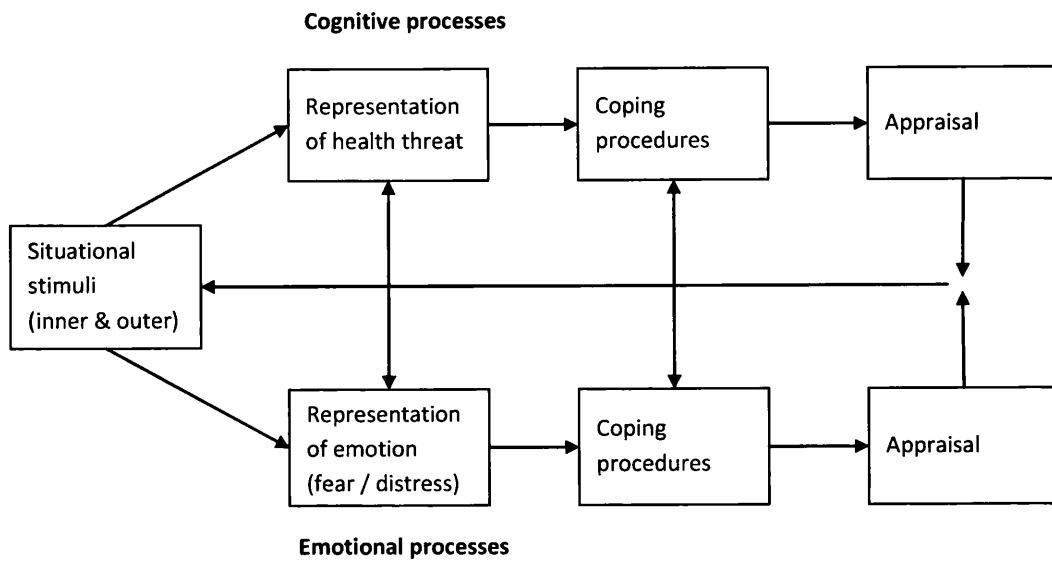 Cognitive processes
Representation
of health threat
Coping
procedures
Appraisal
Situational
stimuli
(inner & outer)
Representation
of emotion
(fear / distress)
Coping
procedures
Appraisal
Emotional processes